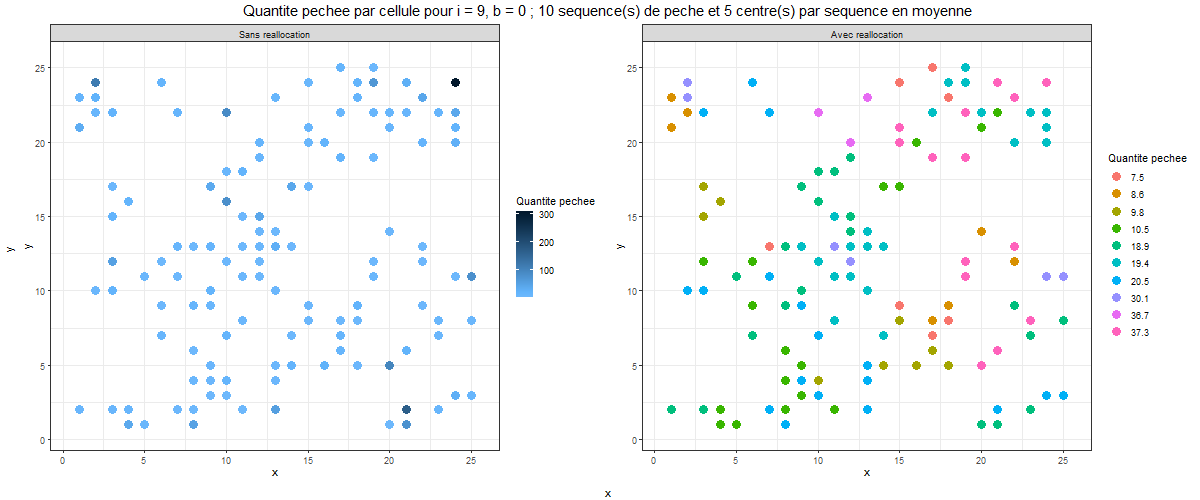 Quantite pechee par cellule pour i = 9, b = 0 ; 10 sequence(s) de peche et 5 centre(s) par sequence en moyenne
Sans reallocation
25
20
15
10
5
0
0 5 10 15 20 25
x
y
y
Quantite pechee
300
200
100
Avec reallocation
25
20
15
10
5
0
0 5 10 15 20 25
x
y
Quantite pechee
7.5
8.6
9.8
10.5
18.9
19.4
20.5
30.1
36.7
37.3
x